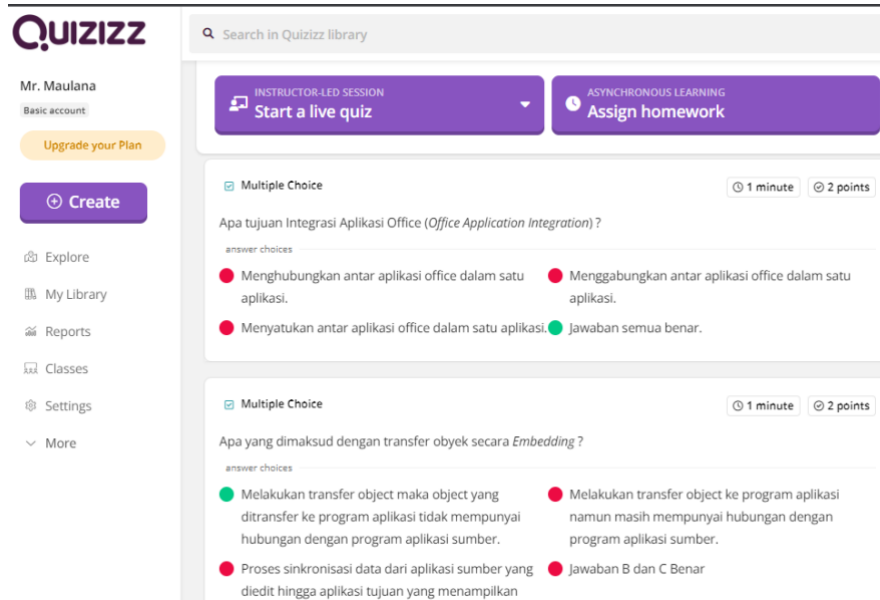 QUIZIZZ
Search in Quizizz library
Mr. Maulana
Basic account
Upgrade your Plan
Create
Explore
My Library
Reports
Classes
Settings
More
INSTRUCTOR-LED SESSION
Start a live quiz
ASYNCHRONOUS LEARNING
Assign homework
Multiple Choice
1 minute
2 points
Apa tujuan Integrasi Aplikasi Office (Office Application Integration) ?
answer choices
Menghubungkan antar aplikasi office dalam satu
aplikasi.
Menggabungkan antar aplikasi office dalam satu
aplikasi.
Menyatukan antar aplikasi office dalam satu aplikasi.
Jawaban semua benar.
Multiple Choice
1 minute
2 points
Apa yang dimaksud dengan transfer obyek secara Embedding ?
answer choices
Melakukan transfer object maka object yang
ditransfer ke program aplikasi tidak mempunyai
hubungan dengan program aplikasi sumber.
Melakukan transfer object ke program aplikasi
namun masih mempunyai hubungan dengan
program aplikasi sumber.
Proses sinkronisasi data dari aplikasi sumber yang
diedit hingga aplikasi tujuan yang menampilkan
Jawaban B dan C Benar